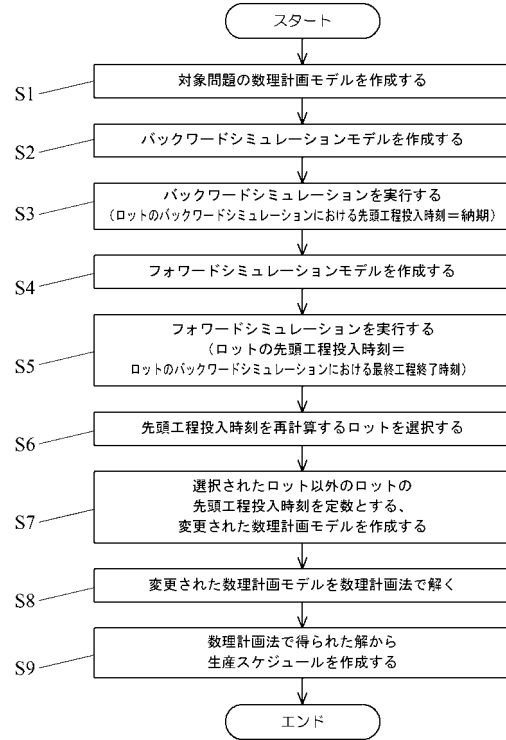 スタート
S1
対象問題の数理計画モデルを作成する
S2
バックワードシミュレーションモデルを作成する
S3
バックワードシミュレーションを実行する
(ロットのバックワードシミュレーションにおける先頭工程投入時刻=納期)
S4
フォワードシミュレーションモデルを作成する
S5
フォワードシミュレーションを実行する
(ロットの先頭工程投入時刻=
ロットのバックワードシミュレーションにおける最終工程終了時刻)
S6
先頭工程投入時刻を再計算するロットを選択する
S7
選択されたロット以外のロットの
先頭工程投入時刻を定数とする、
変更された数理計画モデルを作成する
S8
変更された数理計画モデルを数理計画法で解く
S9
数理計画法で得られた解から
生産スケジュールを作成する
エンド